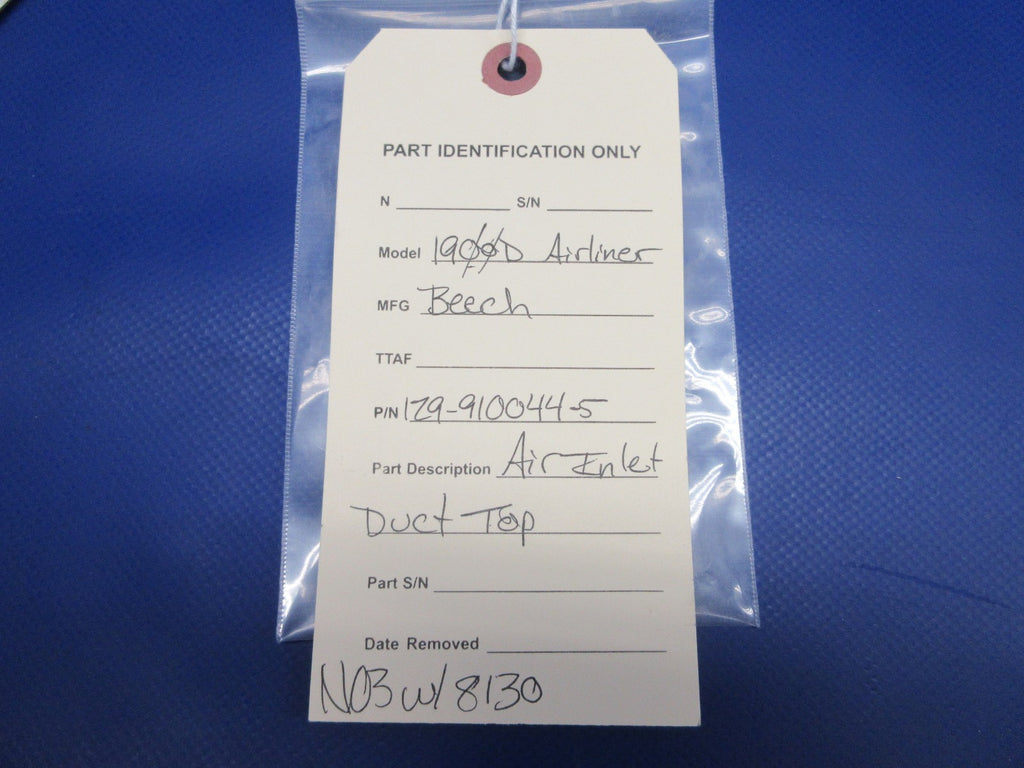 PART IDENTIFICATION ONLY
N S/N
Model 1900D Airliner
MFG Beech
TTAF
P/N 129-910044-5
Part Description Air Inlet
Duct Top
Part S/N
Date Removed
NOB w/ 8130